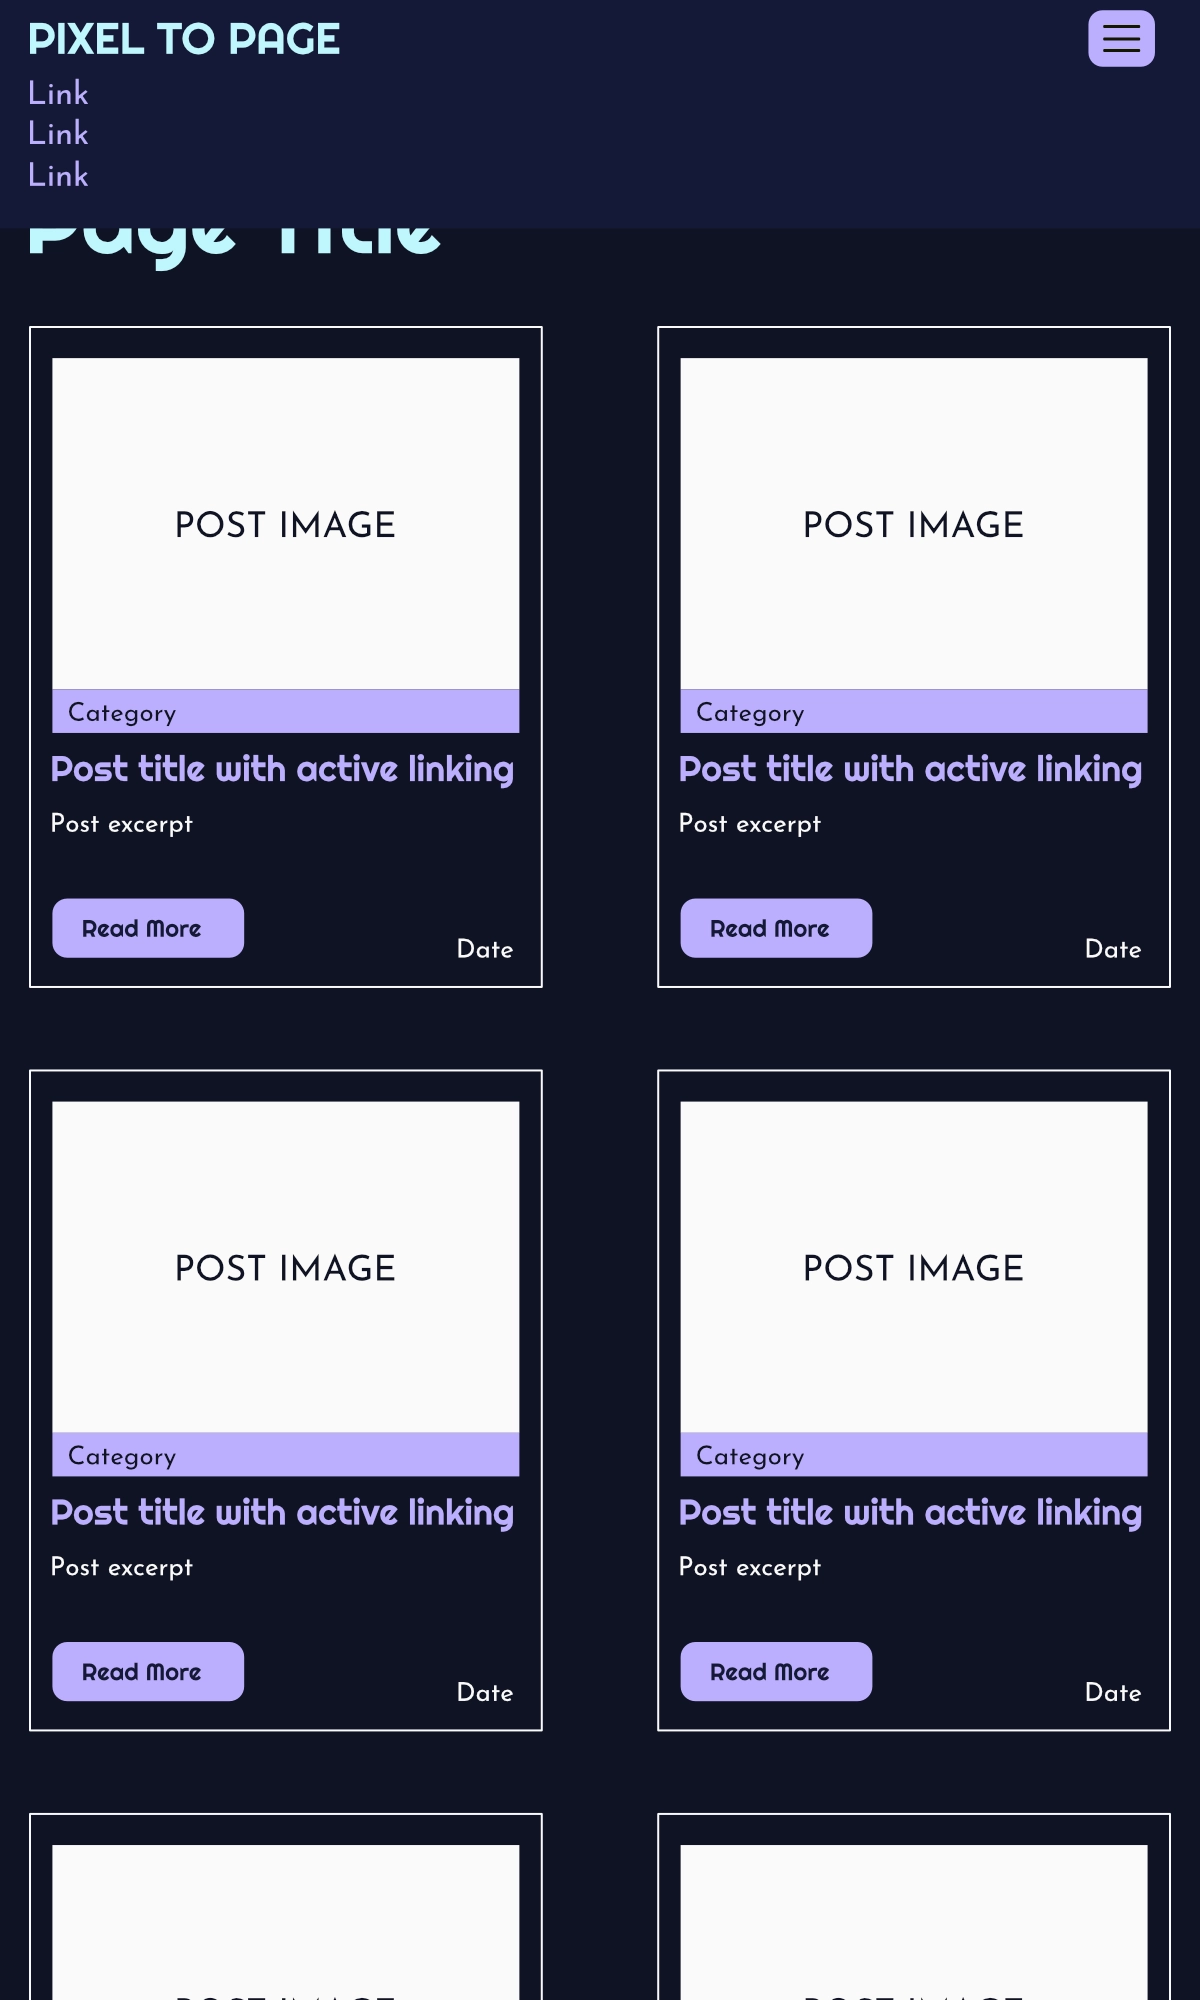 PIXEL TO PAGE
Link
Link
Link
Page Title
POST IMAGE
Category
Post title with active linking
Post excerpt
Read More
Date
POST IMAGE
Category
Post title with active linking
Post excerpt
Read More
Date
POST IMAGE
Category
Post title with active linking
Post excerpt
Read More
Date
POST IMAGE
Category
Post title with active linking
Post excerpt
Read More
Date